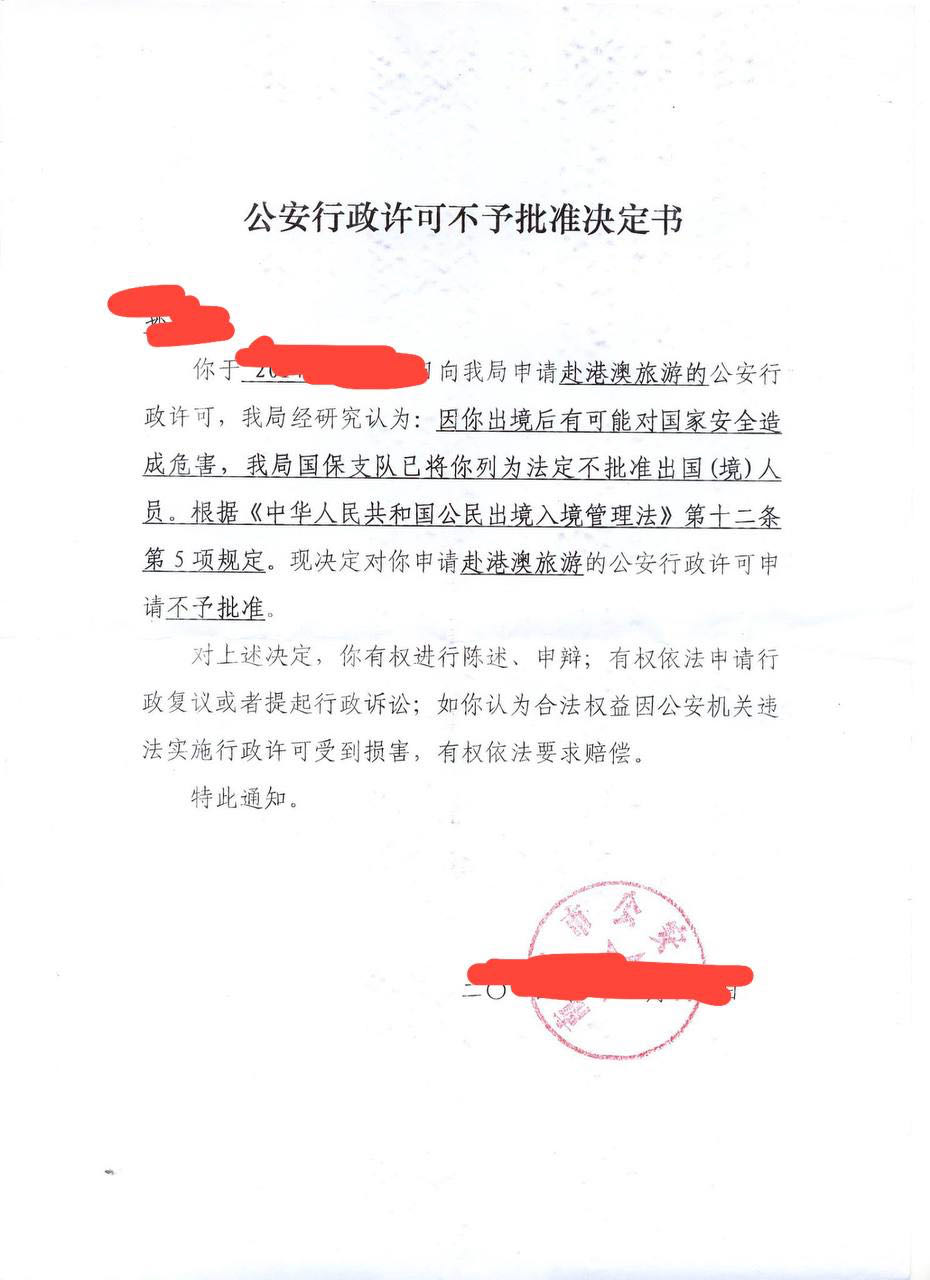 公安行政许可不予批准决定书
你于 向我局申请赴港澳旅游的公安行
政许可，我局经研究认为：因你出境后有可能对国家安全造
成危害，我局国保支队已将你列为法定不批准出国(境)人
员。根据《中华人民共和国公民出境入境管理法》第十二条
第5项规定。现决定对你申请赴港澳旅游的公安行政许可申
请不予批准。
对上述决定，你有权进行陈述、申辩；有权依法申请行
政复议或者提起行政诉讼；如你认为合法权益因公安机关违
法实施行政许可受到损害，有权依法要求赔偿。
特此通知。
市公安
二〇